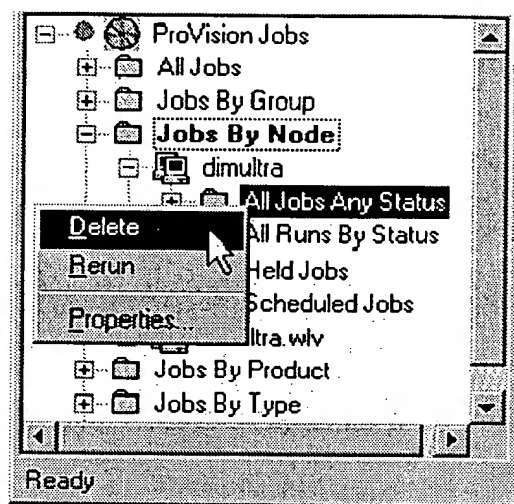 ProVision Jobs
All Jobs
Jobs By Group
Jobs By Node
dimultra
All Jobs Any Status
Delete
All Runs By Status
Rerun
Held Jobs
Scheduled Jobs
Properties...
ltra.wlv
Jobs By Product
Jobs By Type
Ready